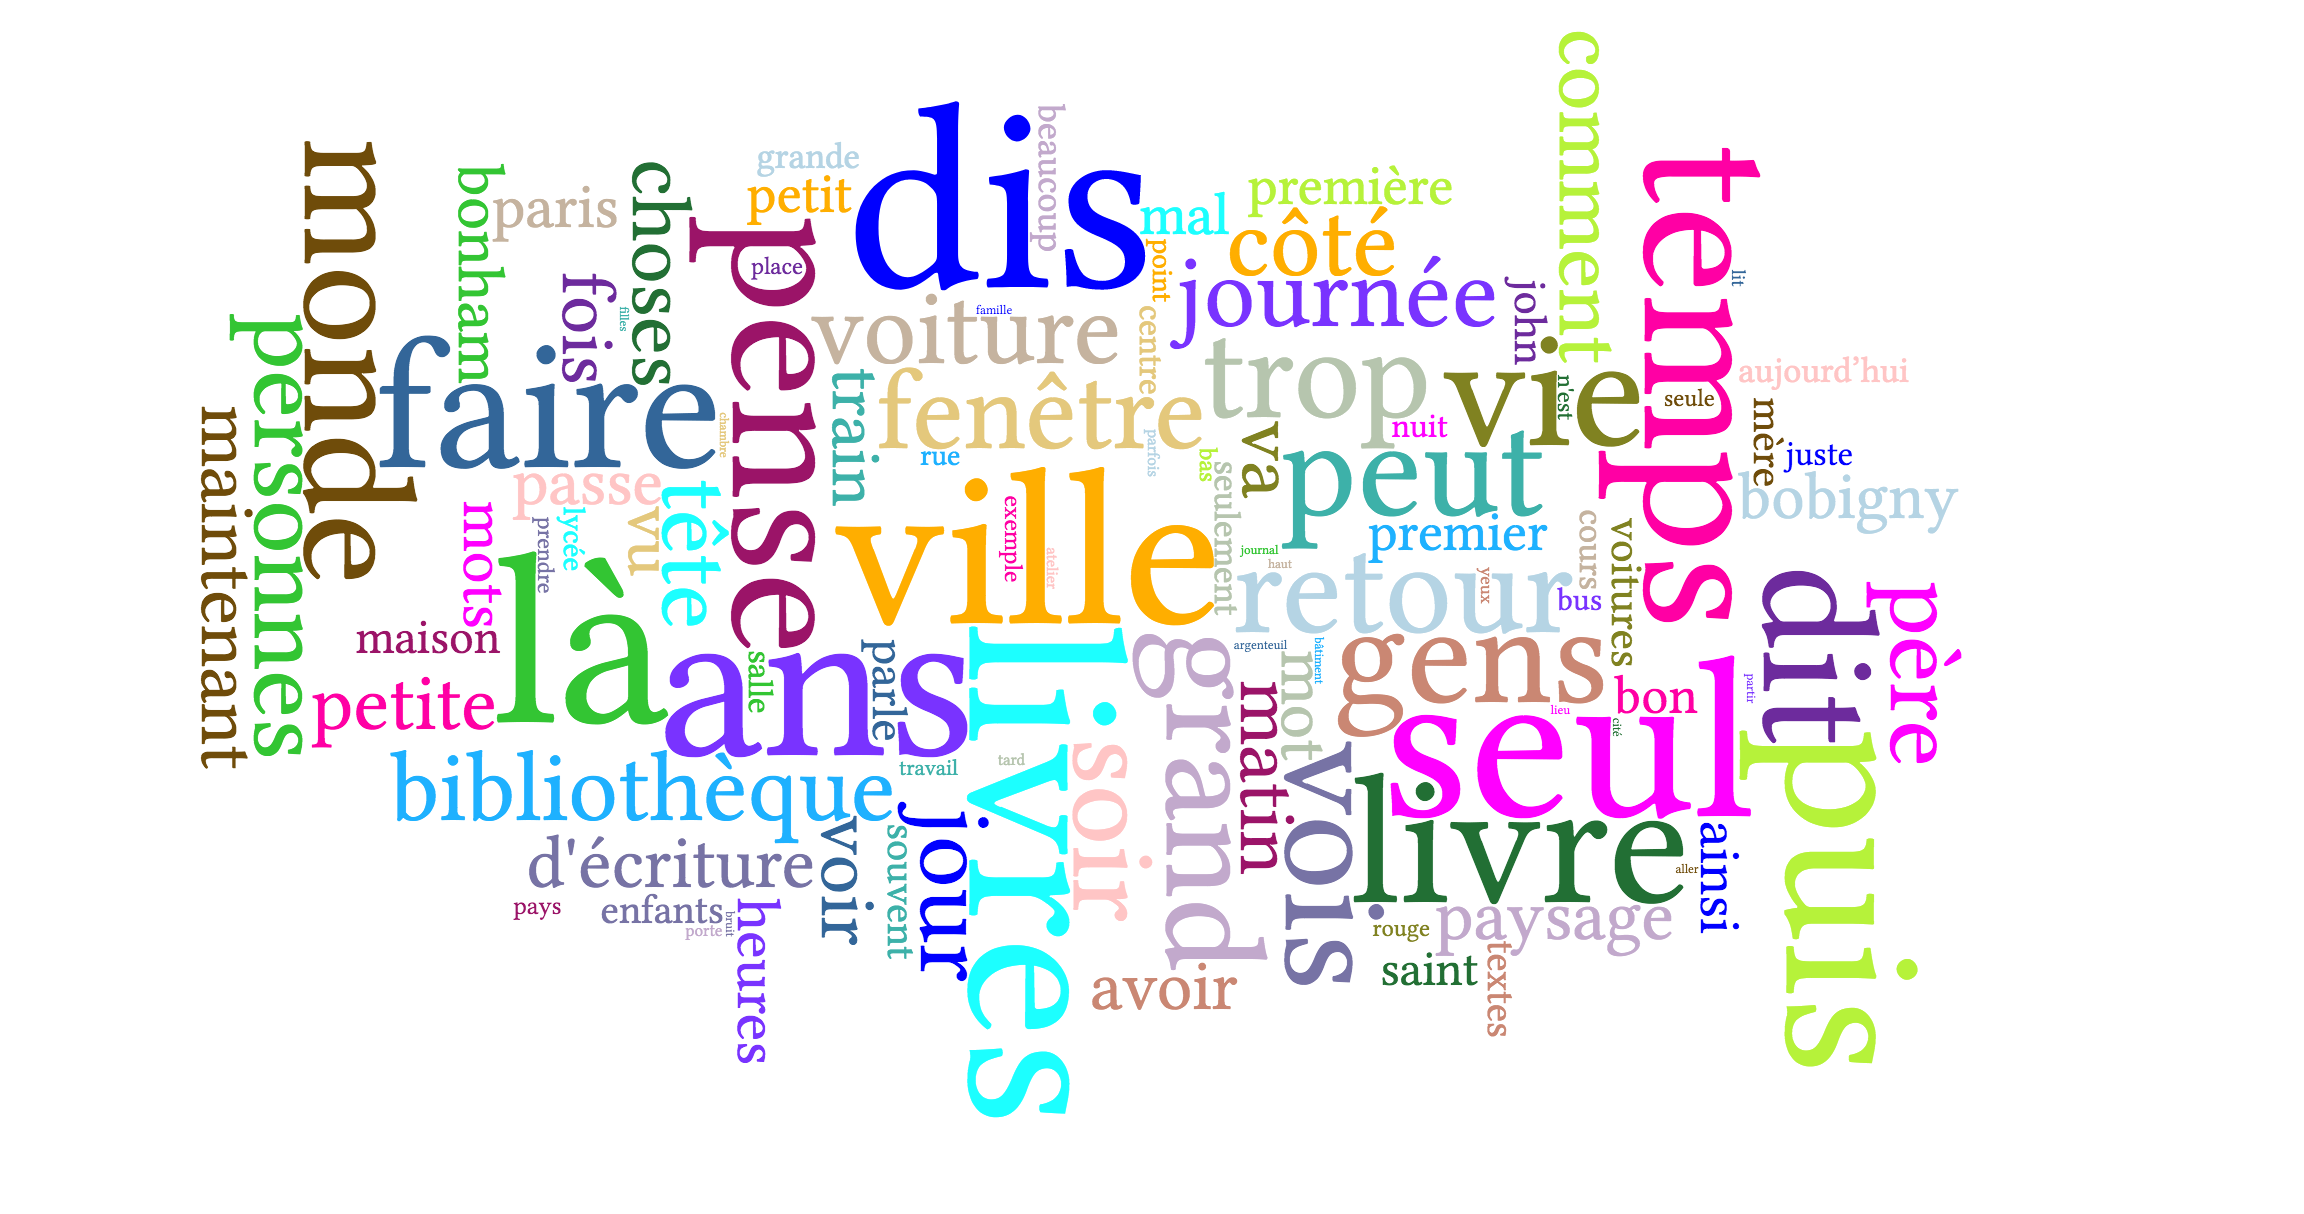 dis
monde
bonham
paris
choses
grande
petit
beaucoup
mal
première
côté
comment
temps
lit
place
pense
point
journée
john
fois
filles
famille
voiture
centre
personnes
faire
train
fenêtre
trop
vie
n'est
seule
aujourd’hui
mère
juste
maintenant
chambre
rue
parfois
nuit
va
bas
peut
bobigny
passe
tête
mots
prendre
lycée
vu
ville
exemple
atelier
seulement
journal
haut
premier
cours
voitures
retour
yeux
bus
dit
père
là
maison
petite
ans
salle
parle
livres
grand
argenteuil
mot
bâtiment
gens
bon
partir
lieu
cité
seul
matin
puis
bibliothèque
travail
tard
soir
vois
livre
ainsi
aller
d'écriture
voir
souvent
jour
pays
enfants
bruit
porte
heures
avoir
rouge
paysage
saint
textes